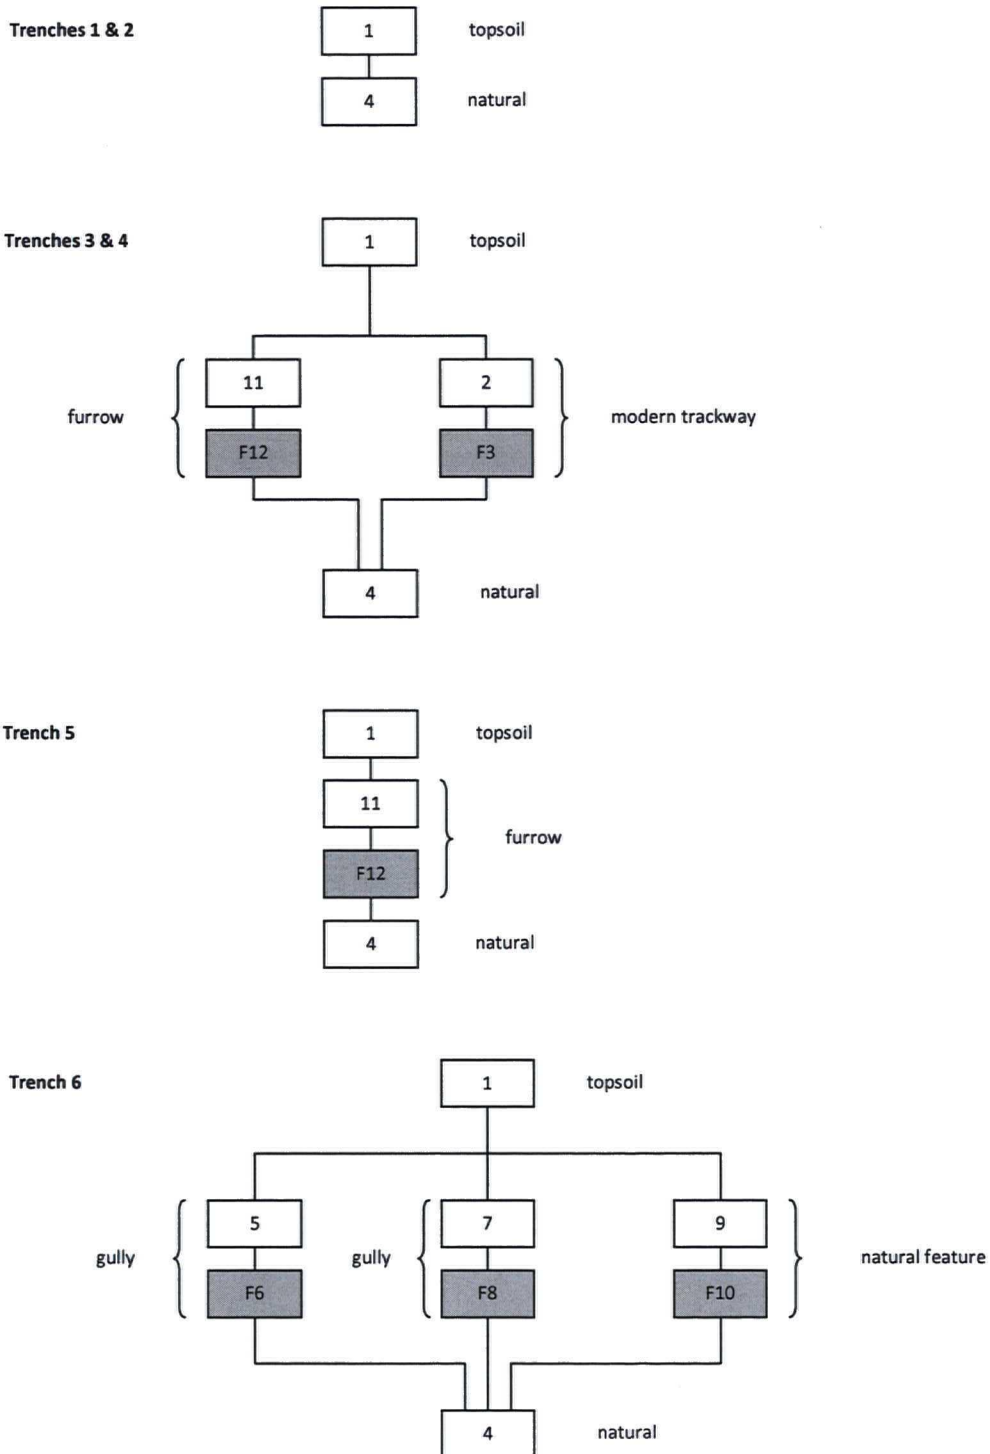 Trenches 1 & 2
1 topsoil
4 natural
Trenches 3 & 4
1 topsoil
11 2
furrow modern trackway
F12 F3
4 natural
Trench 5
1 topsoil
11
furrow
F12
4 natural
Trench 6
1 topsoil
5 7 9
gully gully natural feature
F6 F8 F10
4 natural